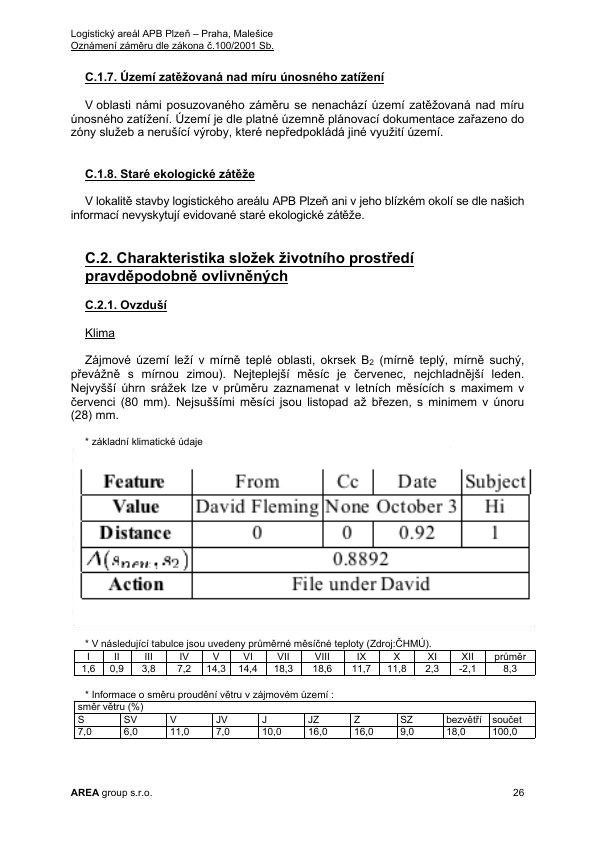 Logistický areál APB Plzeň – Praha, Malešice
Oznámení záměru dle zákona č.100/2001 Sb.
C.1.7. Území zatěžovaná nad míru únosného zatížení
V oblasti námi posuzovaného záměru se nenachází území zatěžovaná nad míru
únosného zatížení. Území je dle platné územně plánovací dokumentace zařazeno do
zóny služeb a nerušící výroby, které nepředpokládá jiné využití území.
C.1.8. Staré ekologické zátěže
V lokalitě stavby logistického areálu APB Plzeň ani v jeho blízkém okolí se dle našich
informací nevyskytují evidované staré ekologické zátěže.
C.2. Charakteristika složek životního prostředí
pravděpodobně ovlivněných
C.2.1. Ovzduší
Klima
Zájmové území leží v mírně teplé oblasti, okrsek B₂ (mírně teplý, mírně suchý,
převážně s mírnou zimou). Nejteplejší měsíc je červenec, nejchladnější leden.
Nejvyšší úhrn srážek lze v průměru zaznamenat v letních měsících s maximem v
červenci (80 mm). Nejsuššími měsíci jsou listopad až březen, s minimem v únoru
(28) mm.
* základní klimatické údaje
Feature From Cc Date Subject
Value David Fleming None October 3 Hi
Distance 0 0 0.92 1
Λ(s_new, s_2) 0.8892
Action File under David
* V následující tabulce jsou uvedeny průměrné měsíčné teploty (Zdroj:ČHMÚ).
I II III IV V VI VII VIII IX X XI XII průměr
1,6 0,9 3,8 7,2 14,3 14,4 18,3 18,6 11,7 11,8 2,3 -2,1 8,3
* Informace o směru proudění větru v zájmovém území :
směr větru (%)
S SV V JV J JZ Z SZ bezvětří součet
7,0 6,0 11,0 7,0 10,0 16,0 16,0 9,0 18,0 100,0
AREA group s.r.o. 26